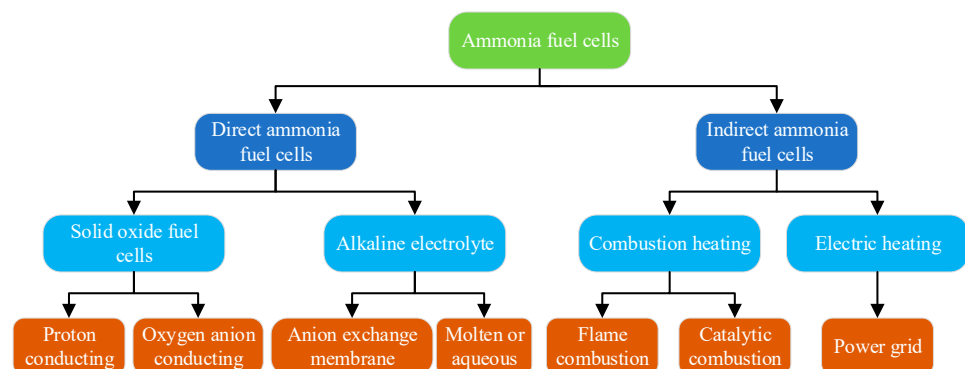 Ammonia fuel cells
Direct ammonia
fuel cells
Indirect ammonia
fuel cells
Solid oxide fuel
cells
Alkaline electrolyte
Combustion heating
Electric heating
Proton
conducting
Oxygen anion
conducting
Anion exchange
membrane
Molten or
aqueous
Flame
combustion
Catalytic
combustion
Power grid